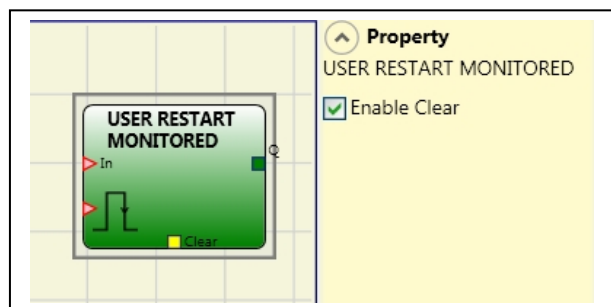 USER RESTART
MONITORED
In
Q
Clear
Property
USER RESTART MONITORED
Enable Clear